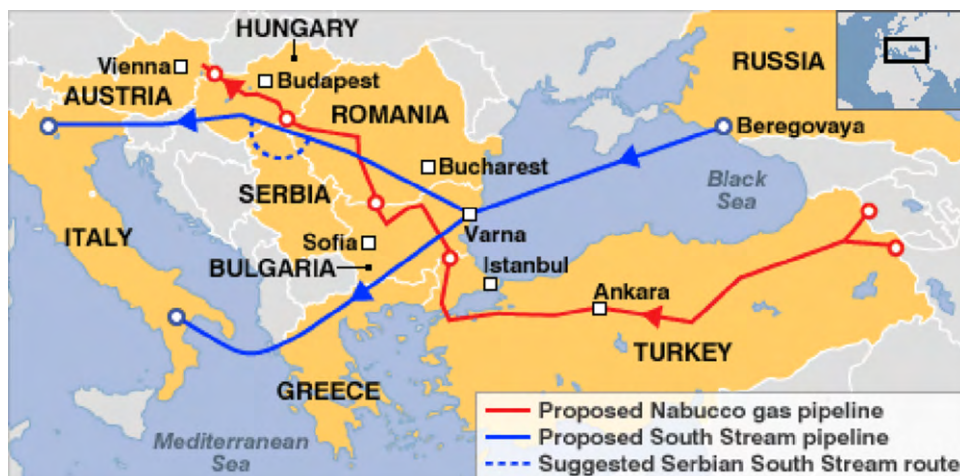 HUNGARY
RUSSIA
Vienna
Budapest
AUSTRIA
ROMANIA
Beregovaya
Bucharest
Black
Sea
SERBIA
ITALY
Sofia
Varna
BULGARIA
Istanbul
Ankara
TURKEY
GREECE
Mediterranean
Sea
Proposed Nabucco gas pipeline
Proposed South Stream pipeline
Suggested Serbian South Stream route